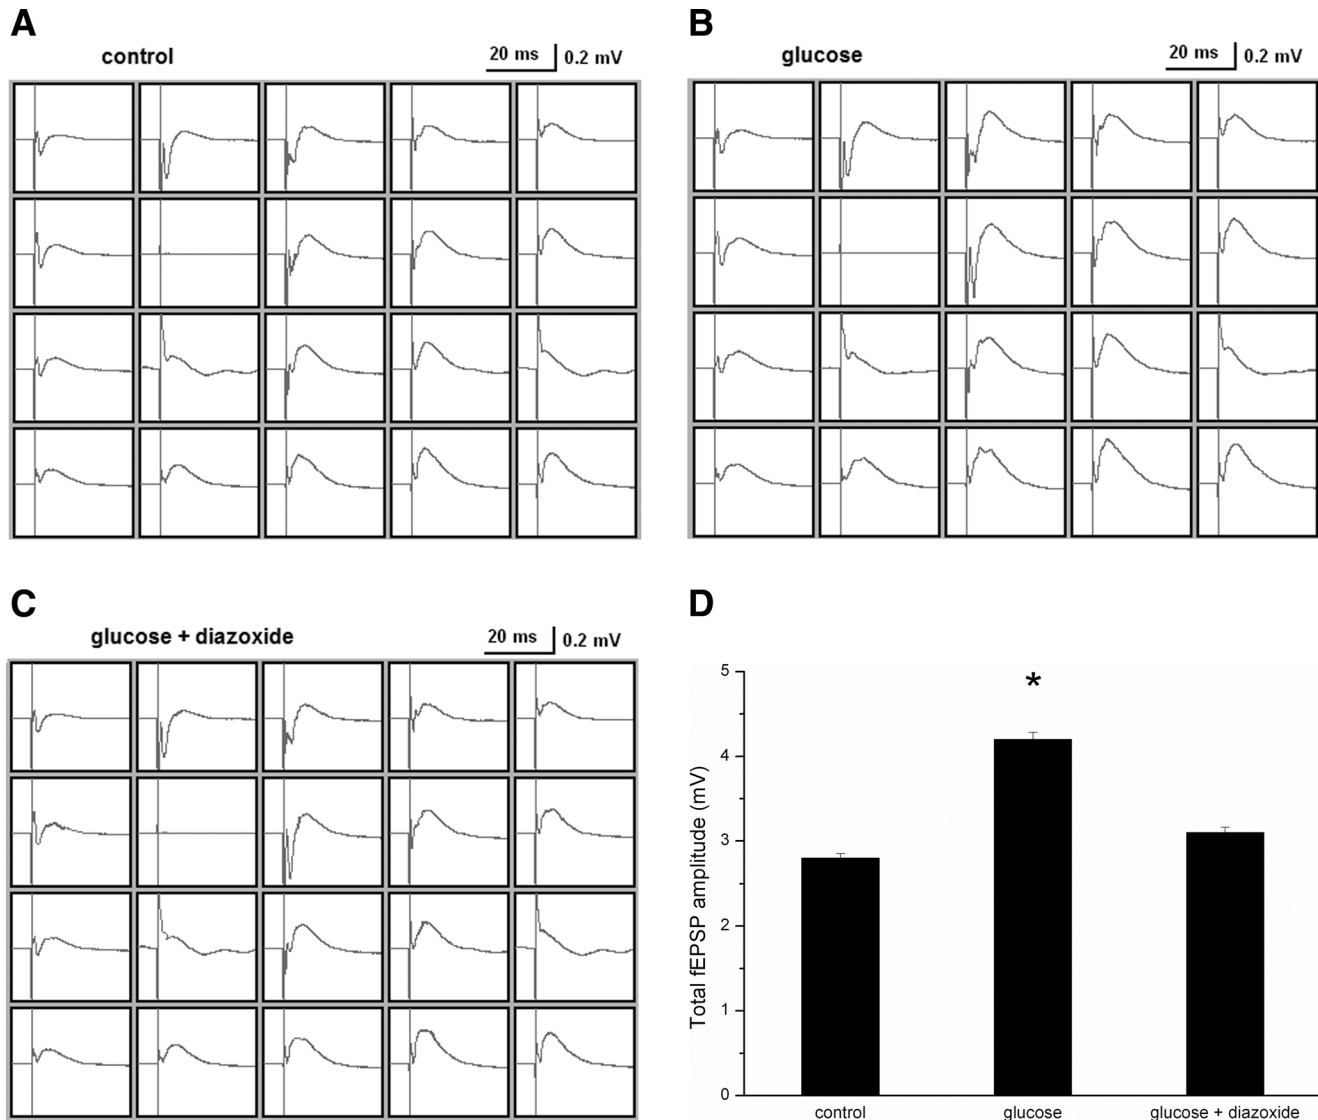 A
control
20 ms 0.2 mV
B
glucose
20 ms 0.2 mV
C
glucose + diazoxide
20 ms 0.2 mV
D
Total fEPSP amplitude (mV)
5
4
3
2
1
0
*
control glucose glucose + diazoxide